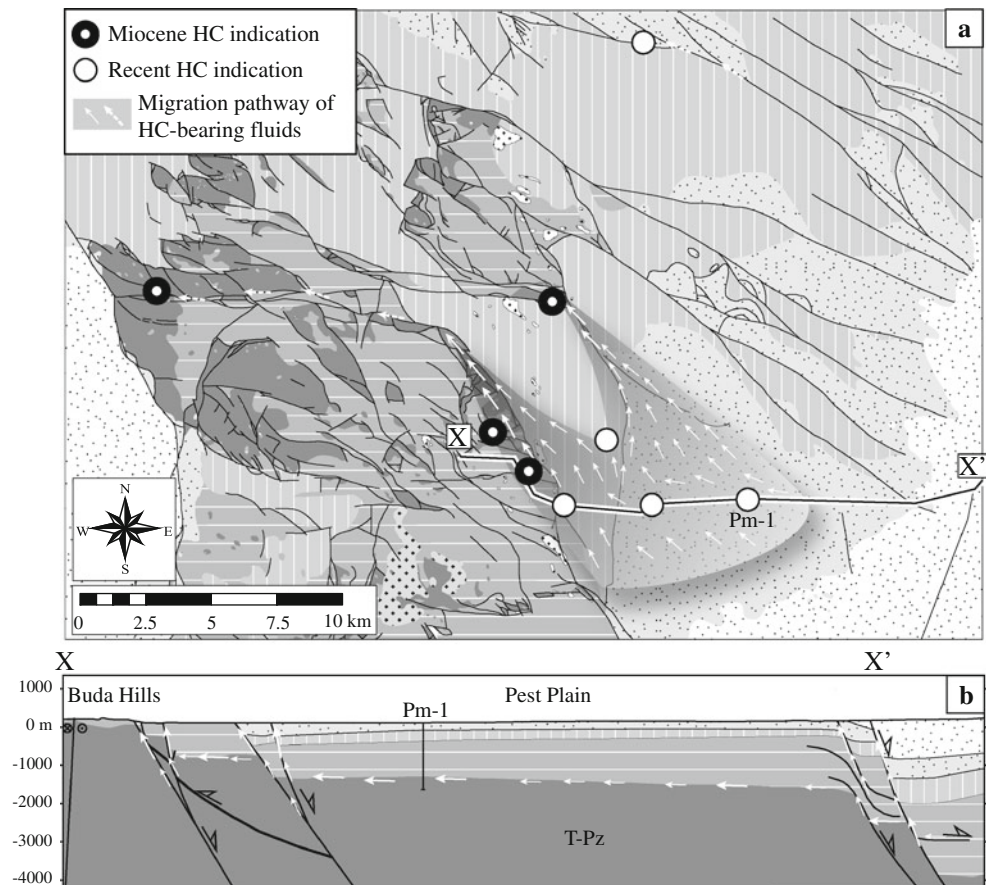 Miocene HC indication
Recent HC indication
Migration pathway of
HC-bearing fluids
a
X
X'
Pm-1
N
W E
S
0 2.5 5 7.5 10 km
X X’
1000
0 m
-1000
-2000
-3000
-4000
Buda Hills
Pest Plain
b
Pm-1
T-Pz